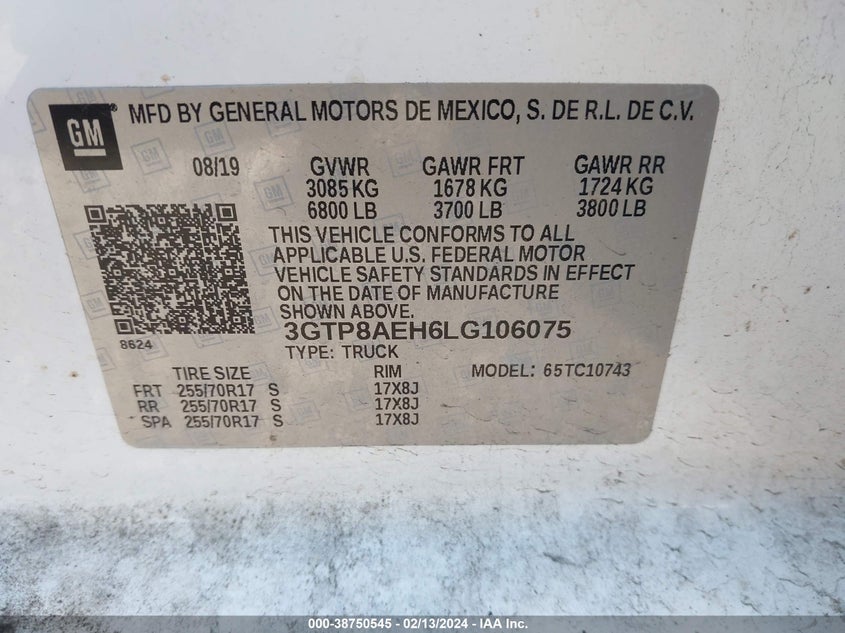 GM
MFD BY GENERAL MOTORS DE MEXICO, S. DE R.L. DE C.V.
08/19 GVWR GAWR FRT GAWR RR
3085 KG 1678 KG 1724 KG
6800 LB 3700 LB 3800 LB
THIS VEHICLE CONFORMS TO ALL
APPLICABLE U.S. FEDERAL MOTOR
VEHICLE SAFETY STANDARDS IN EFFECT
ON THE DATE OF MANUFACTURE
SHOWN ABOVE.
3GTP8AEH6LG106075
8624
TYPE: TRUCK
TIRE SIZE RIM MODEL: 65TC10743
FRT 255/70R17 S 17X8J
RR 255/70R17 S 17X8J
SPA 255/70R17 S 17X8J
000-38750545 - 02/13/2024 - IAA Inc.